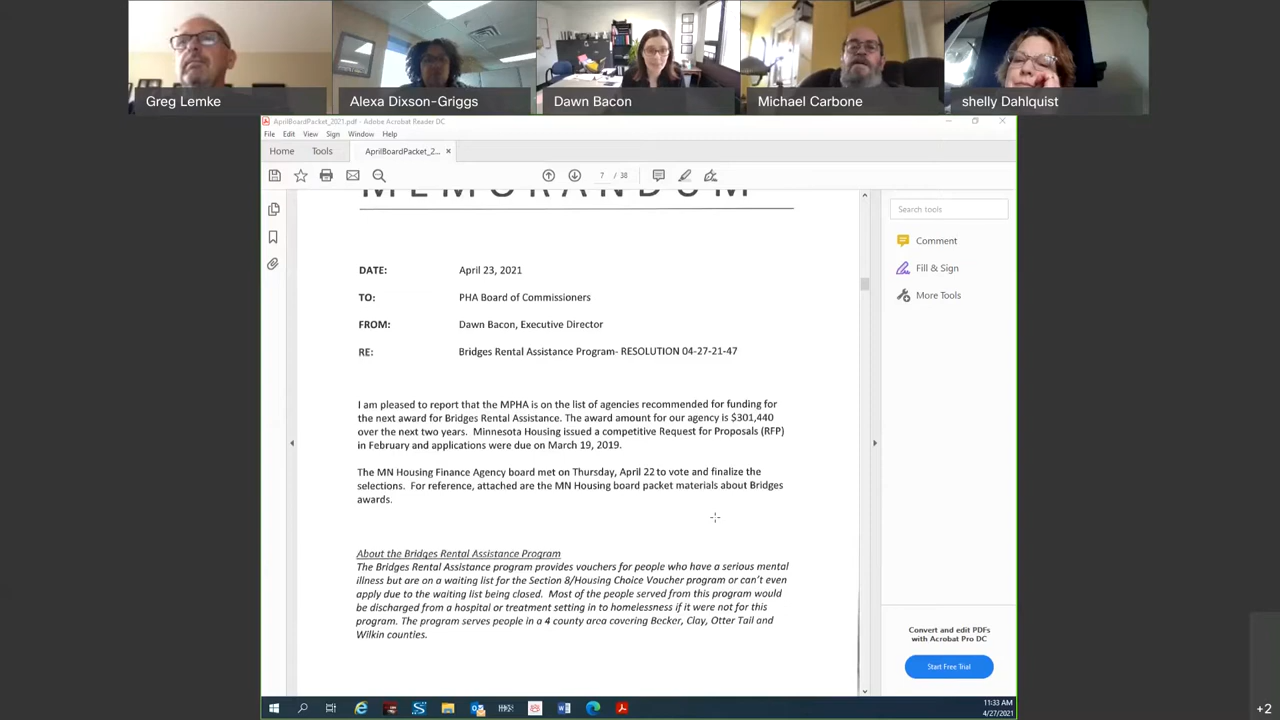 Greg Lemke
Alexa Dixson-Griggs
Dawn Bacon
Michael Carbone
shelly Dahlquist
AprilBoardPacket_2021.pdf - Adobe Acrobat Reader DC
File Edit View Sign Window Help
Home Tools AprilBoardPacket_2... ×
7 / 38
MEMORANDUM
DATE: April 23, 2021
TO: PHA Board of Commissioners
FROM: Dawn Bacon, Executive Director
RE: Bridges Rental Assistance Program- RESOLUTION 04-27-21-47
I am pleased to report that the MPHA is on the list of agencies recommended for funding for
the next award for Bridges Rental Assistance. The award amount for our agency is $301,440
over the next two years. Minnesota Housing issued a competitive Request for Proposals (RFP)
in February and applications were due on March 19, 2019.
The MN Housing Finance Agency board met on Thursday, April 22 to vote and finalize the
selections. For reference, attached are the MN Housing board packet materials about Bridges
awards.
About the Bridges Rental Assistance Program
The Bridges Rental Assistance program provides vouchers for people who have a serious mental
illness but are on a waiting list for the Section 8/Housing Choice Voucher program or can't even
apply due to the waiting list being closed. Most of the people served from this program would
be discharged from a hospital or treatment setting in to homelessness if it were not for this
program. The program serves people in a 4 county area covering Becker, Clay, Otter Tail and
Wilkin counties.
Search tools
Comment
Fill & Sign
More Tools
Convert and edit PDFs
with Acrobat Pro DC
Start Free Trial
11:33 AM
4/27/2021
+2